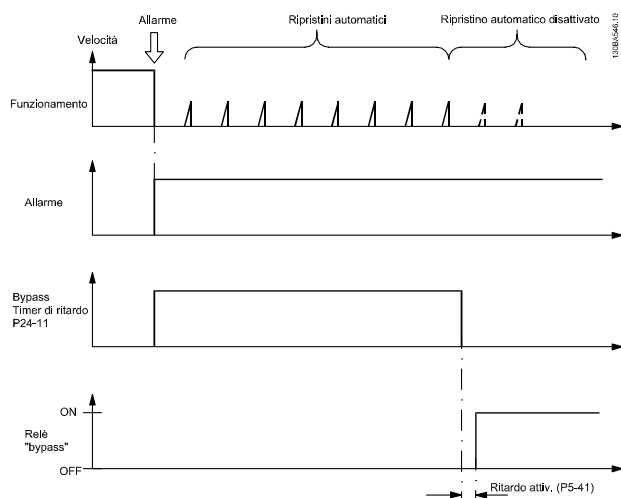 Allarme
Ripristini automatici
Ripristino automatico disattivato
130BA546.10
Velocità
Funzionamento
Allarme
Bypass
Timer di ritardo
P24-11
ON
Relè
"bypass"
OFF
Ritardo attiv. (P5-41)